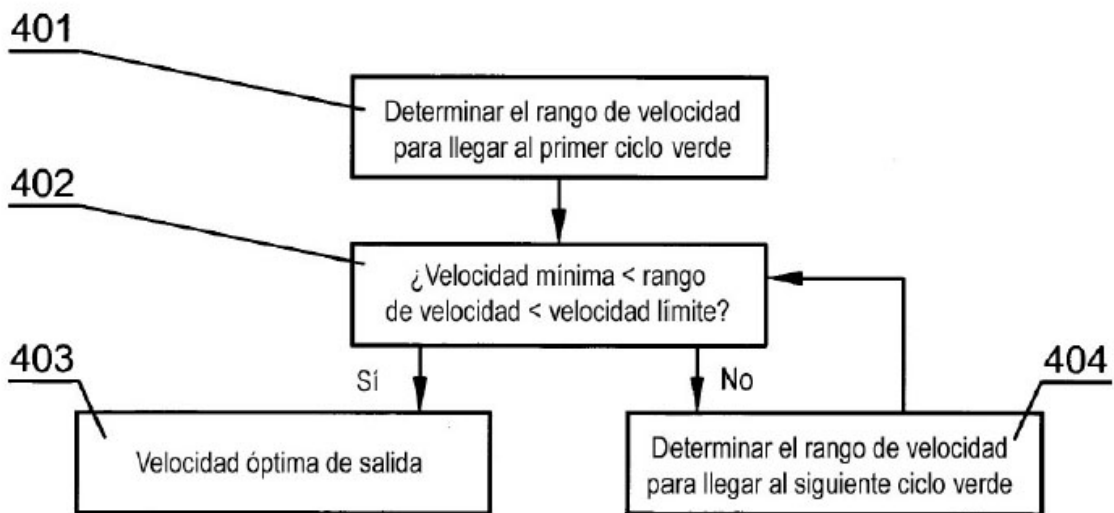 401
Determinar el rango de velocidad
para llegar al primer ciclo verde
402
¿Velocidad mínima < rango
de velocidad < velocidad límite?
403
Sí
No
404
Velocidad óptima de salida
Determinar el rango de velocidad
para llegar al siguiente ciclo verde